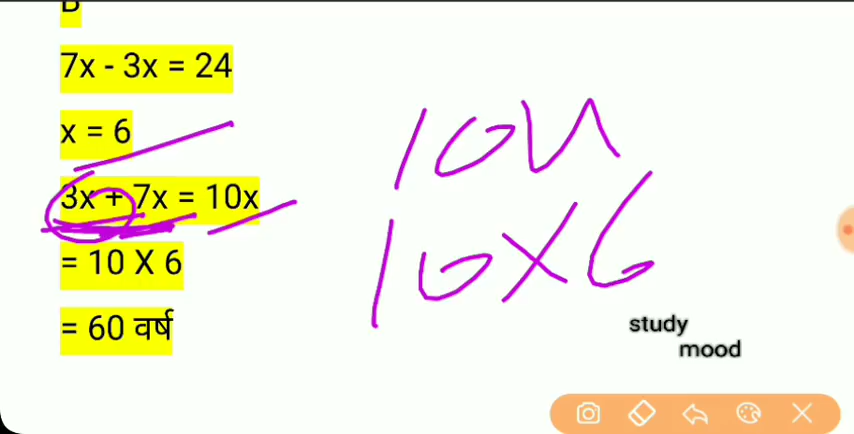 7x - 3x = 24
x = 6
3x + 7x = 10x
= 10 X 6
= 60 वर्ष
10x
10x6
study
mood